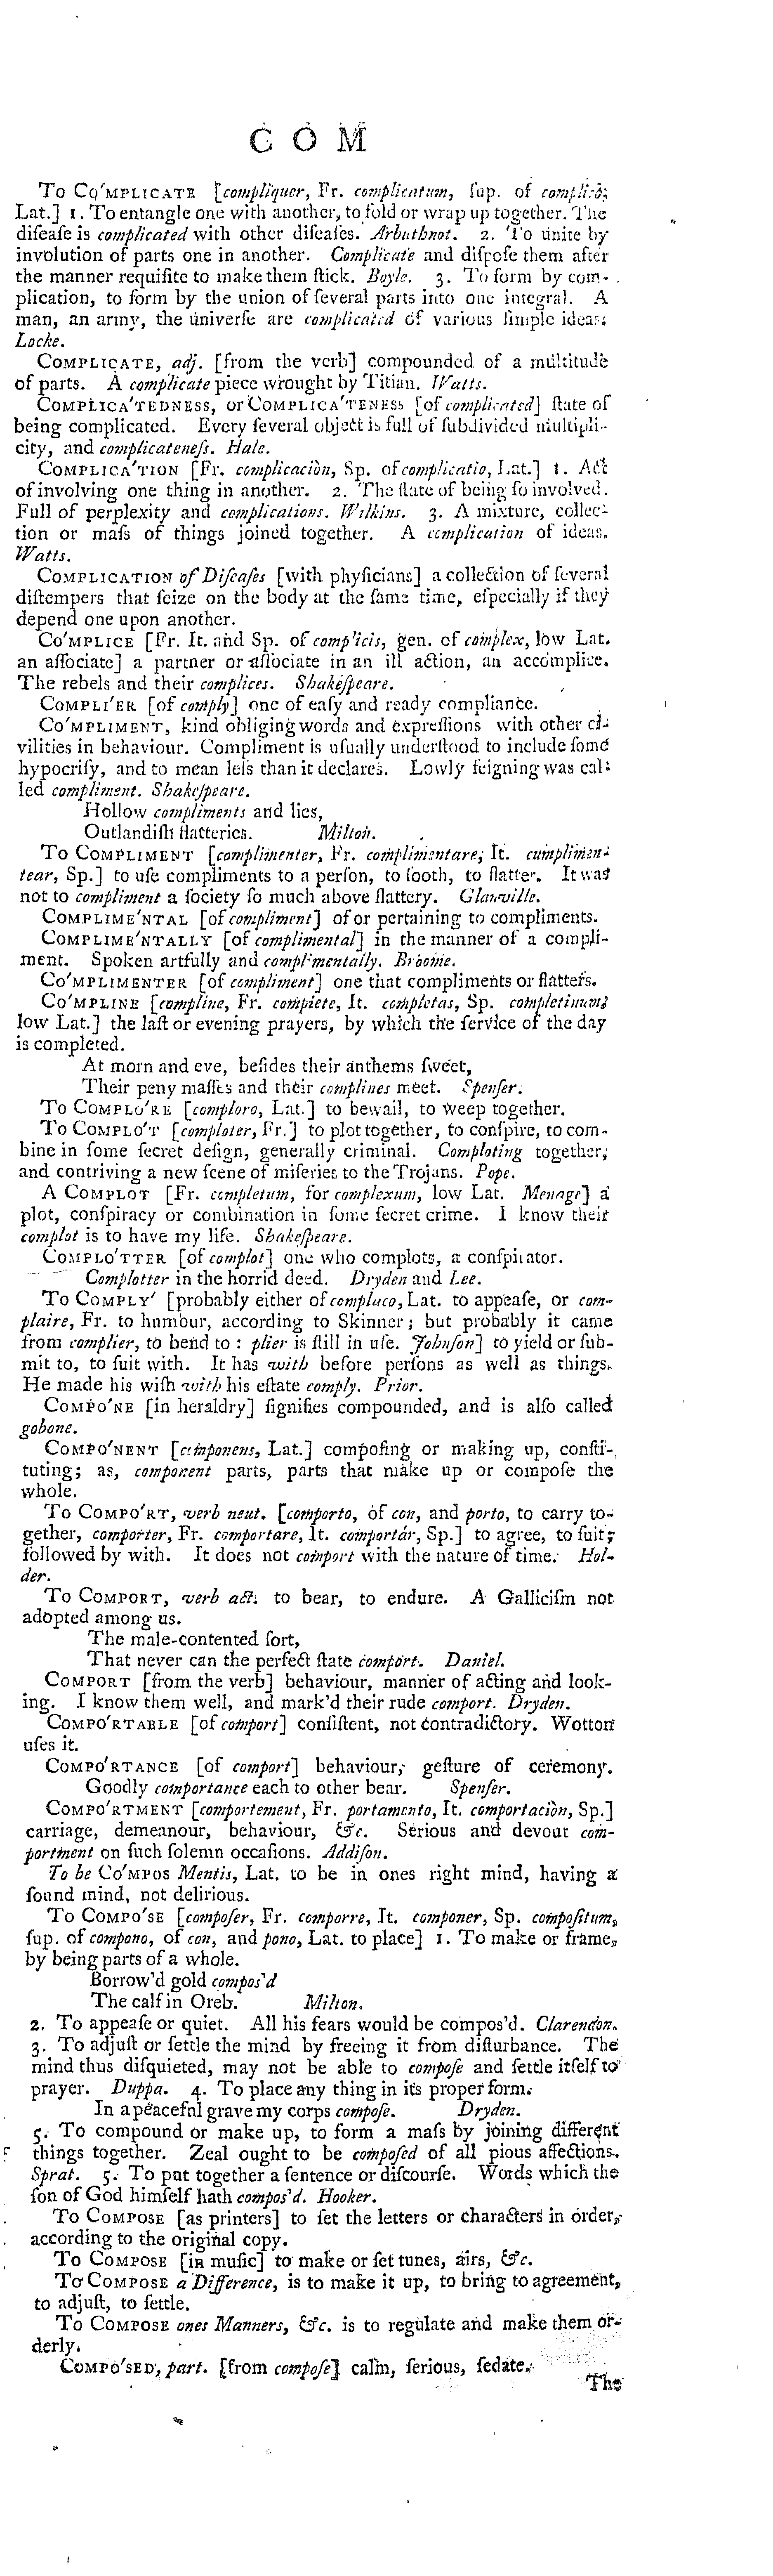 COM
To Co'mplicate [compliquer, Fr. complicatum, ſup. of complico,
Lat.] 1. To entangle one with another, to fold or wrap up together. The
diſeaſe is complicated with other diſeaſes. Arbuthnot. 2. To unite by
involution of parts one in another. Complicate and diſpoſe them after
the manner requiſite to make them ſtick. Boyle. 3. To form by com-
plication, to form by the union of ſeveral parts into one integral. A
man, an army, the univerſe are complicated of various ſimple ideas.
Locke.
Complicate, adj. [from the verb] compounded of a multitude
of parts. A complicate piece wrought by Titian. Watts.
Complica'tedness, or Complica'teness [of complicated] ſtate of
being complicated. Every ſeveral object is full of ſubdivided multipli-
city, and complicateneſs. Hale.
Complica'tion [Fr. complicaciòn, Sp. of complicatio, Lat.] 1. Act
of involving one thing in another. 2. The ſtate of being ſo involved.
Full of perplexity and complications. Wilkins. 3. A mixture, collec-
tion or maſs of things joined together. A complication of ideas.
Watts.
Complication of Diſeaſes [with phyſicians] a collection of ſeveral
diſtempers that ſeize on the body at the ſame time, eſpecially if they
depend one upon another.
Co'mplice [Fr. It. and Sp. of complicis, gen. of complex, low Lat.
an aſſociate] a partner or aſſociate in an ill action, an accomplice.
The rebels and their complices. Shakeſpeare.
Compli'er [of comply] one of eaſy and ready compliance.
Co'mpliment, kind obliging words and expreſſions with other ci-
vilities in behaviour. Compliment is uſually underſtood to include ſome
hypocriſy, and to mean leſs than it declares. Lowly feigning was cal-
led compliment. Shakeſpeare.
Hollow compliments and lies,
Outlandiſh flatteries. Milton.
To Compliment [complimenter, Fr. complimentare, It. cumplimen-
tear, Sp.] to uſe compliments to a perſon, to ſooth, to flatter. It was
not to compliment a ſociety ſo much above flattery. Glanville.
Complime'ntal [of compliment] of or pertaining to compliments.
Complime'ntally [of complimental] in the manner of a compli-
ment. Spoken artfully and complimentally. Broome.
Co'mplimenter [of compliment] one that compliments or flatters.
Co'mpline [compline, Fr. compiete, It. completas, Sp. completinum,
low Lat.] the laſt or evening prayers, by which the ſervice of the day
is completed.
At morn and eve, beſides their anthems ſweet,
Their peny maſſes and their complines meet. Spenſer.
To Complo're [comploro, Lat.] to bewail, to weep together.
To Complo't [comploter, Fr.] to plot together, to conſpire, to com-
bine in ſome ſecret deſign, generally criminal. Comploting together,
and contriving a new ſcene of miſeries to the Trojans. Pope.
A Complot [Fr. completum, for complexum, low Lat. Menage] a
plot, conſpiracy or combination in ſome ſecret crime. I know their
complot is to have my life. Shakeſpeare.
Complo'tter [of complot] one who complots, a conſpirator.
Complotter in the horrid deed. Dryden and Lee.
To Comply' [probably either of complaco, Lat. to appeaſe, or com-
plaire, Fr. to humour, according to Skinner; but probably it came
from complier, to bend to: plier is ſtill in uſe. Johnſon] to yield or ſub-
mit to, to ſuit with. It has with before perſons as well as things.
He made his wiſh with his eſtate comply. Prior.
Compo'ne [in heraldry] ſignifies compounded, and is alſo called
gobone.
Compo'nent [componens, Lat.] compoſing or making up, conſti-
tuting; as, component parts, parts that make up or compoſe the
whole.
To Compo'rt, verb neut. [comporto, of con, and porto, to carry to-
gether, comporter, Fr. comportare, It. comportár, Sp.] to agree, to ſuit;
followed by with. It does not comport with the nature of time. Hol-
der.
To Comport, verb act. to bear, to endure. A Galliciſm not
adopted among us.
The male-contented ſort,
That never can the perfect ſtate comport. Daniel.
Comport [from the verb] behaviour, manner of acting and look-
ing. I know them well, and mark'd their rude comport. Dryden.
Compo'rtable [of comport] conſiſtent, not contradictory. Wotton
uſes it.
Compo'rtance [of comport] behaviour, geſture of ceremony.
Goodly comportance each to other bear. Spenſer.
Compo'rtment [comportement, Fr. portamento, It. comportaciòn, Sp.]
carriage, demeanour, behaviour, &c. Serious and devout com-
portment on ſuch ſolemn occaſions. Addiſon.
To be Co'mpos Mentis, Lat. to be in ones right mind, having a
ſound mind, not delirious.
To Compo'se [compoſer, Fr. comporre, It. componer, Sp. compoſitum,
ſup. of compono, of con, and pono, Lat. to place] 1. To make or frame,
by being parts of a whole.
Borrow'd gold compos'd
The calf in Oreb. Milton.
2. To appeaſe or quiet. All his fears would be compos'd. Clarendon.
3. To adjuſt or ſettle the mind by freeing it from diſturbance. The
mind thus diſquieted, may not be able to compoſe and ſettle itſelf to
prayer. Duppa. 4. To place any thing in its proper form.
In a peacefnl grave my corps compoſe. Dryden.
5. To compound or make up, to form a maſs by joining different
things together. Zeal ought to be compoſed of all pious affections.
Sprat. 5. To put together a ſentence or diſcourſe. Words which the
ſon of God himſelf hath compos'd. Hooker.
To Compose [as printers] to ſet the letters or characters in order,
according to the original copy.
To Compose [in muſic] to make or ſet tunes, airs, &c.
To Compose a Difference, is to make it up, to bring to agreement,
to adjuſt, to ſettle.
To Compose ones Manners, &c. is to regulate and make them or-
derly.
Compo'sed, part. [from compoſe] calm, ſerious, ſedate.
The